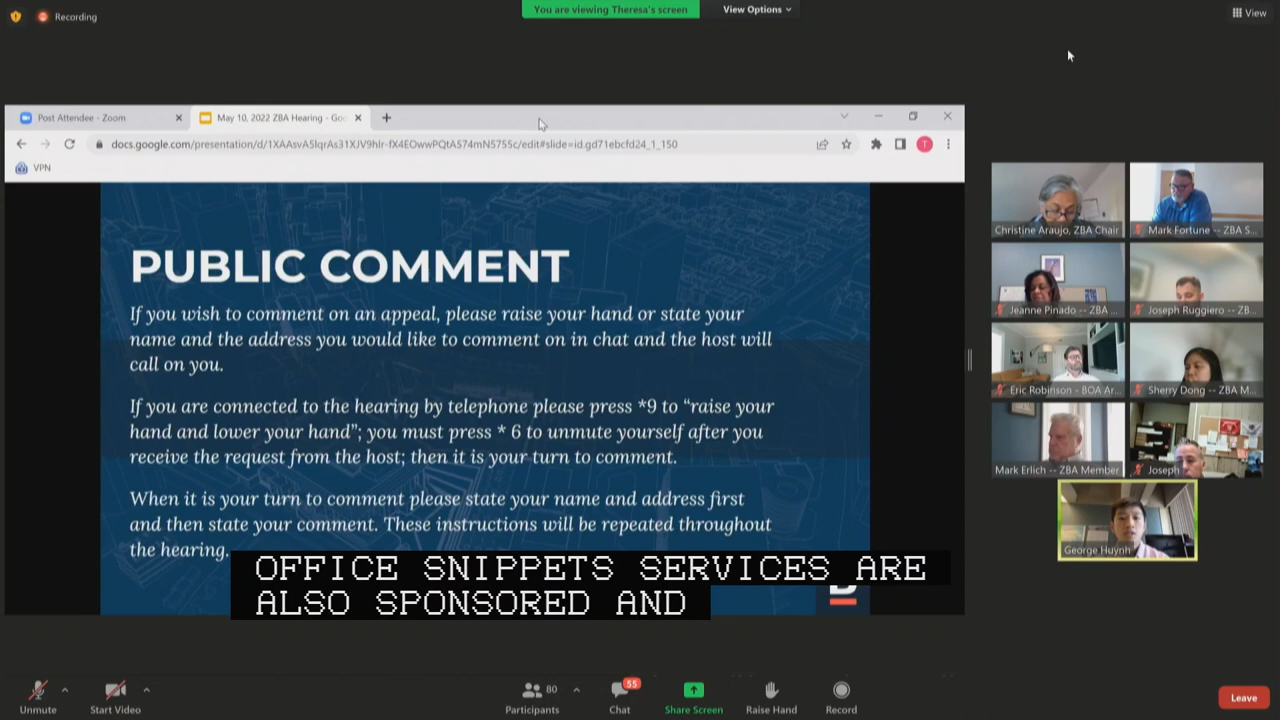 Recording
You are viewing Theresa's screen
View Options
View
Post Attendee - Zoom
May 10, 2022 ZBA Hearing - Goo
docs.google.com/presentation/d/1XAAsvA5lqrAs31XJV9hlr-fX4EOwwPQtA574mN5755c/edit#slide=id.gd71ebcfd24_1_150
T
VPN
PUBLIC COMMENT
If you wish to comment on an appeal, please raise your hand or state your
name and the address you would like to comment on in chat and the host will
call on you.
If you are connected to the hearing by telephone please press *9 to “raise your
hand and lower your hand”; you must press * 6 to unmute yourself after you
receive the request from the host; then it is your turn to comment.
When it is your turn to comment please state your name and address first
and then state your comment. These instructions will be repeated throughout
the hearing.
OFFICE SNIPPETS SERVICES ARE
ALSO SPONSORED AND
B
Christine Araujo, ZBA Chair
Mark Fortune -- ZBA S...
Jeanne Pinado -- ZBA ...
Joseph Ruggiero -- ZB...
Eric Robinson - BOA Ar...
Sherry Dong -- ZBA M...
Mark Erlich -- ZBA Member
Joseph
George Huynh
Unmute
Start Video
80
Participants
55
Chat
Share Screen
Raise Hand
Record
Leave